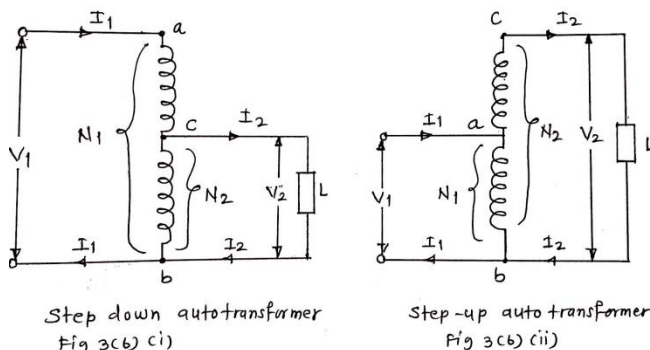 I1
a
N1
V1
c
I2
N2
V2
L
I1
I2
b
Step down autotransformer
Fig 3(b) (i)
c
I2
I1
a
N2
V2
L
V1
N1
I1
I2
b
Step-up auto transformer
Fig 3(b) (ii)